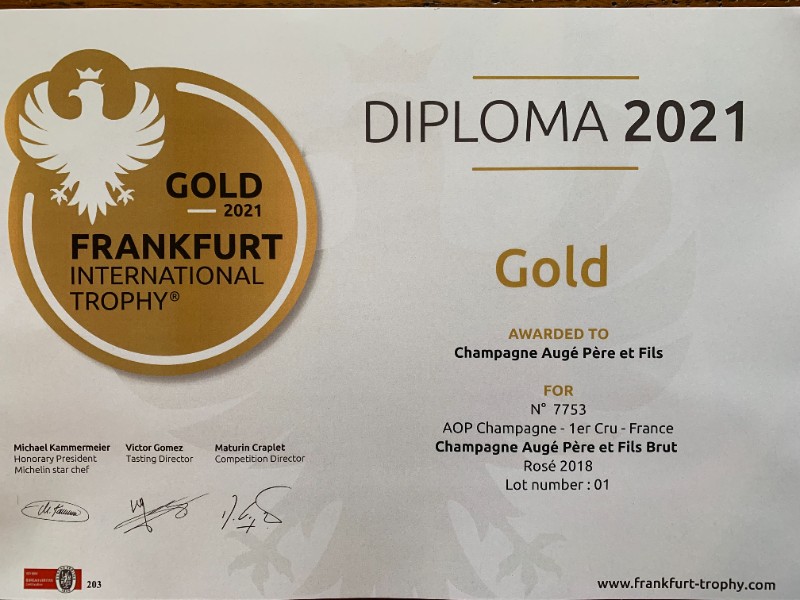 GOLD
2021
FRANKFURT
INTERNATIONAL
TROPHY®
DIPLOMA 2021
Gold
AWARDED TO
Champagne Augé Père et Fils
FOR
N° 7753
AOP Champagne - 1er Cru - France
Champagne Augé Père et Fils Brut
Rosé 2018
Lot number : 01
Michael Kammermeier
Honorary President
Michelin star chef
Victor Gomez
Tasting Director
Maturin Craplet
Competition Director
203
www.frankfurt-trophy.com